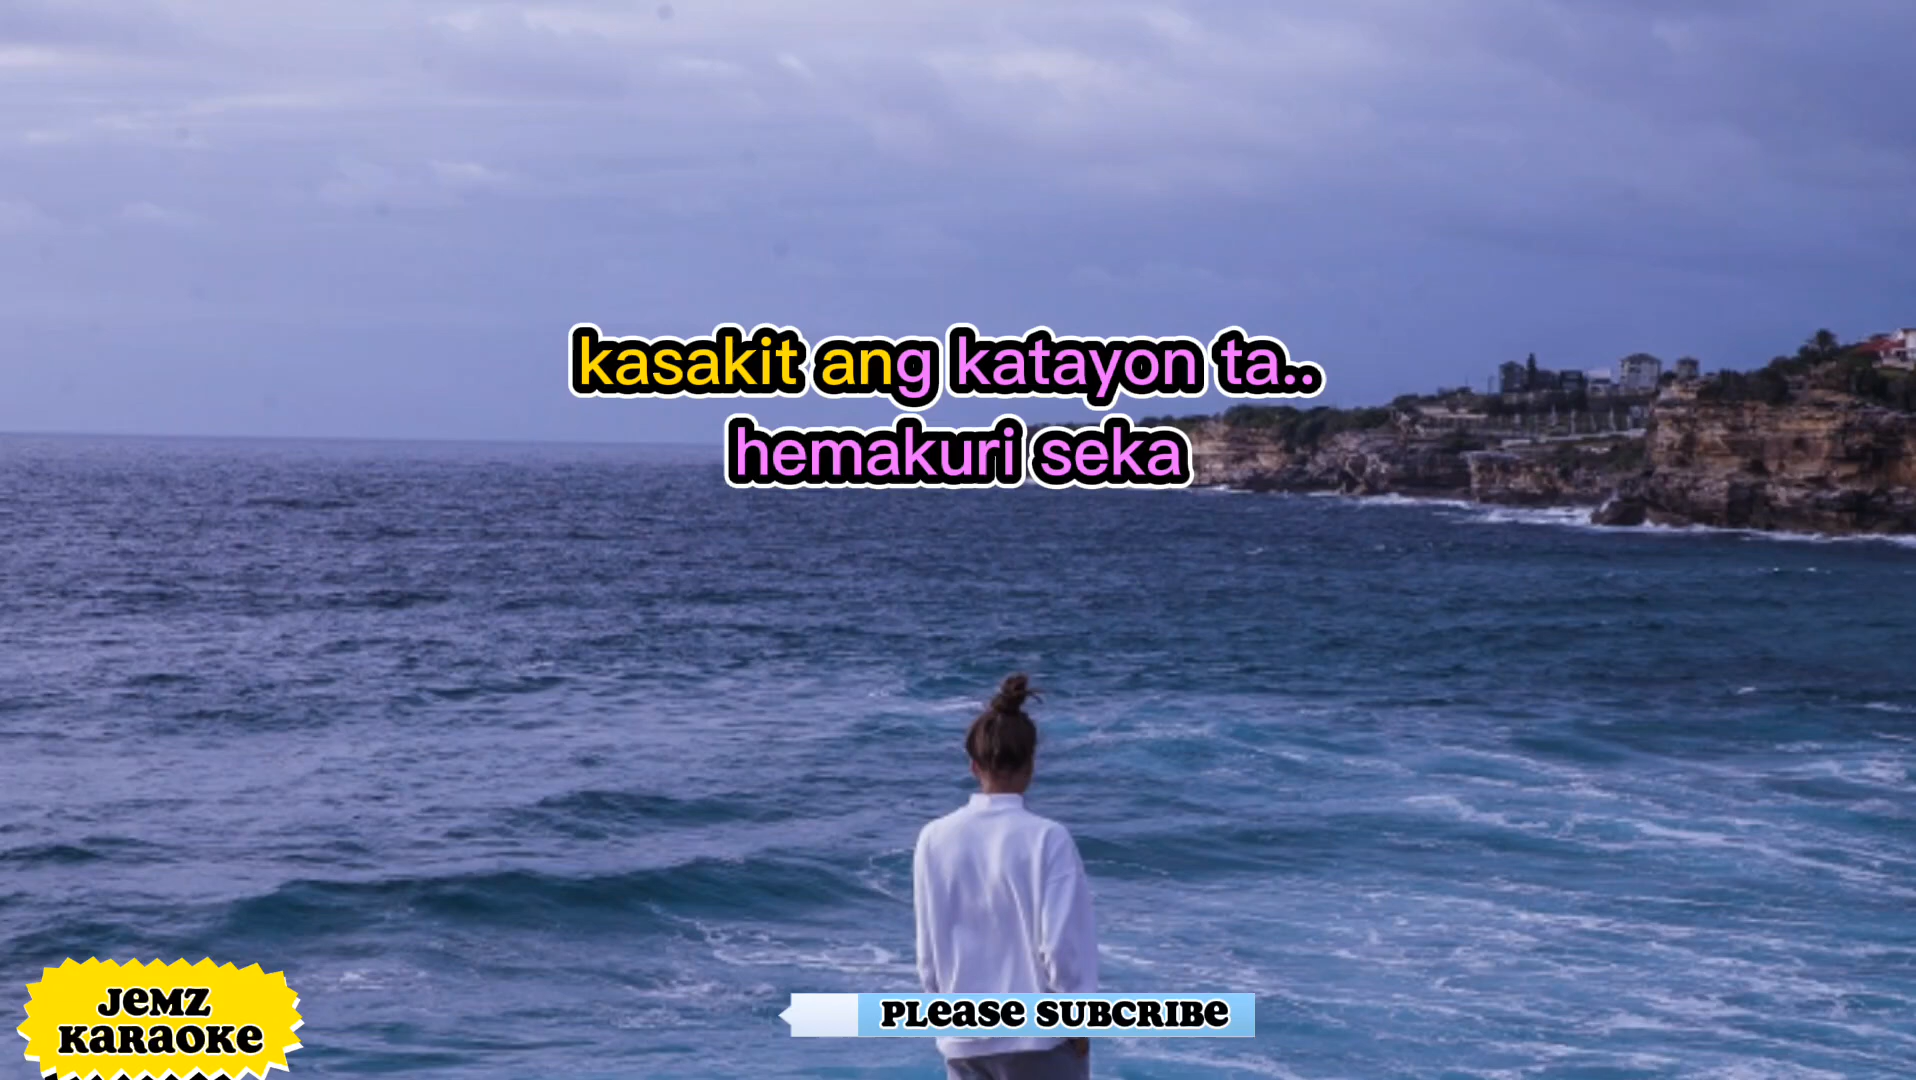 kasakit ang katayon ta..
hemakuri seka
JEMZ
KARAOKE
PLEASE SUBCRIBE